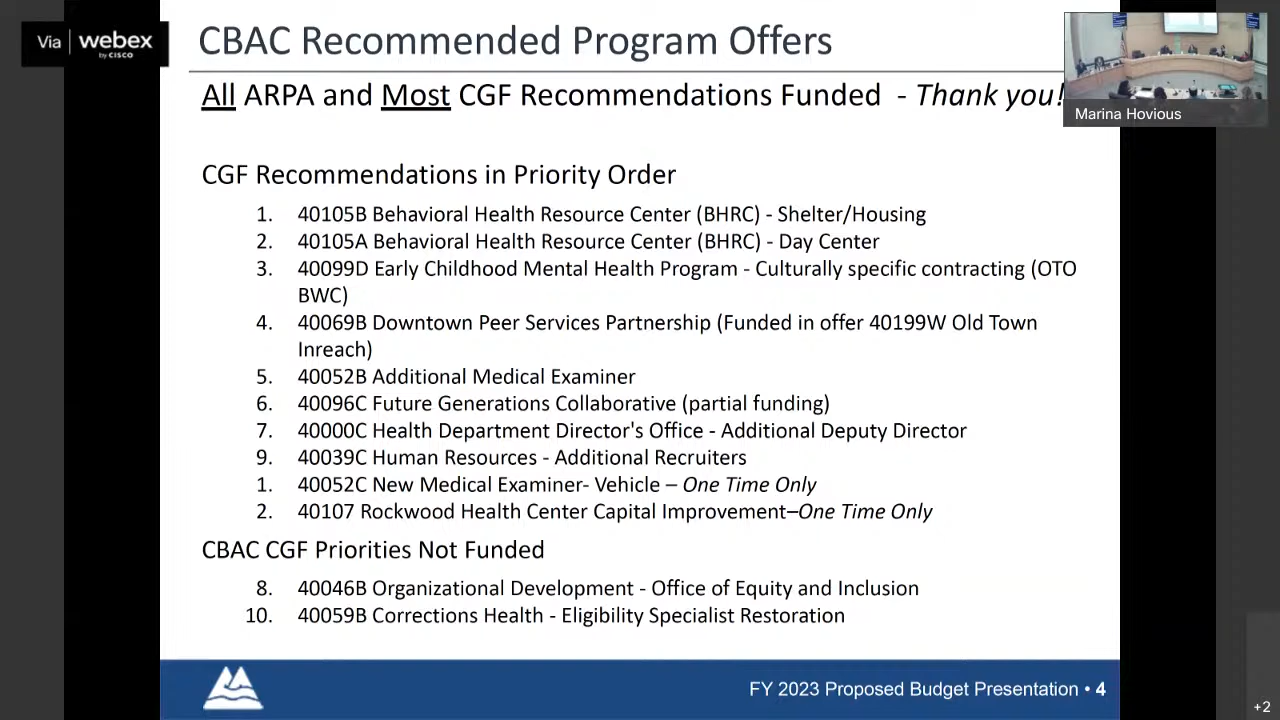 Via | webex
by CISCO
CBAC Recommended Program Offers
All ARPA and Most CGF Recommendations Funded - Thank you!
Marina Hovious
CGF Recommendations in Priority Order
1. 40105B Behavioral Health Resource Center (BHRC) - Shelter/Housing
2. 40105A Behavioral Health Resource Center (BHRC) - Day Center
3. 40099D Early Childhood Mental Health Program - Culturally specific contracting (OTO
BWC)
4. 40069B Downtown Peer Services Partnership (Funded in offer 40199W Old Town
Inreach)
5. 40052B Additional Medical Examiner
6. 40096C Future Generations Collaborative (partial funding)
7. 40000C Health Department Director's Office - Additional Deputy Director
9. 40039C Human Resources - Additional Recruiters
1. 40052C New Medical Examiner- Vehicle – One Time Only
2. 40107 Rockwood Health Center Capital Improvement–One Time Only
CBAC CGF Priorities Not Funded
8. 40046B Organizational Development - Office of Equity and Inclusion
10. 40059B Corrections Health - Eligibility Specialist Restoration
FY 2023 Proposed Budget Presentation • 4
+2